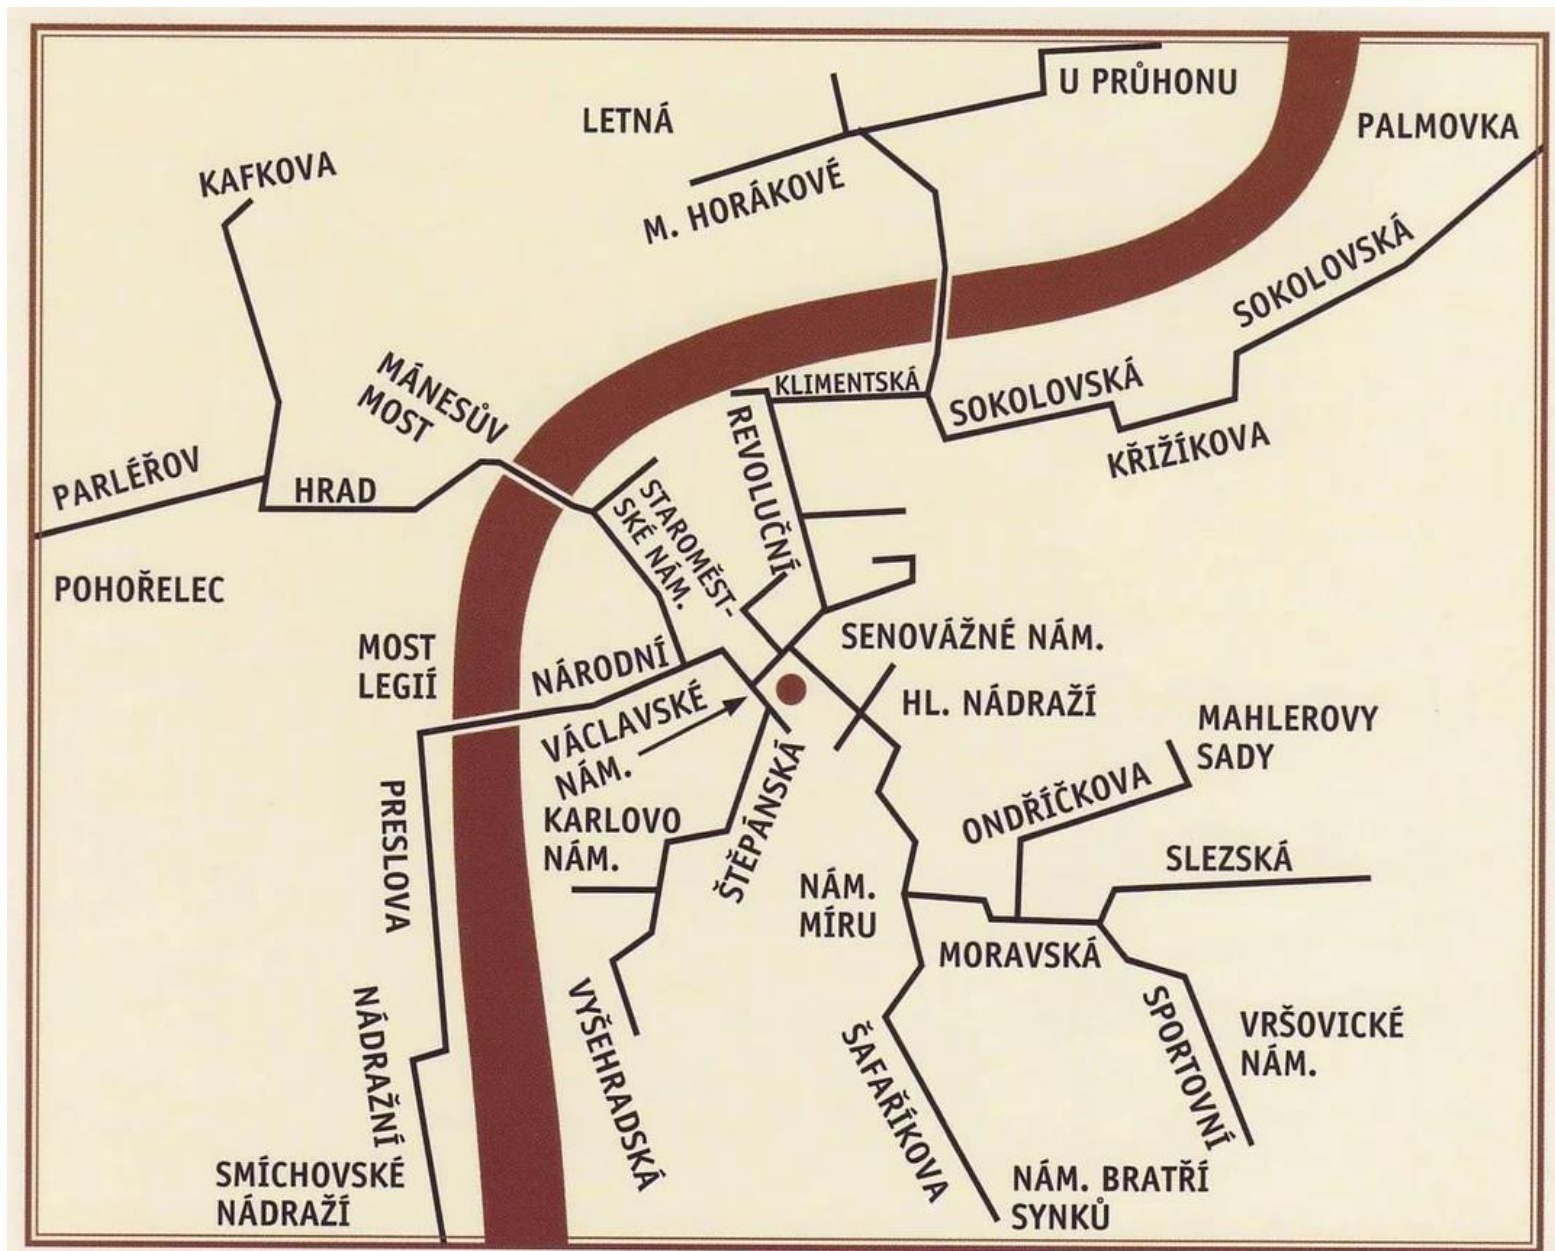 U PRŮHONU
LETNÁ
PALMOVKA
KAFKOVA
M. HORÁKOVÉ
SOKOLOVSKÁ
MÁNESŮV
MOST
KLIMENTSKÁ
SOKOLOVSKÁ
REVOLUČNÍ
KŘIŽÍKOVA
PARLÉŘOV
HRAD
STAROMĚST-
SKÉ NÁM.
POHOŘELEC
MOST
LEGIÍ
NÁRODNÍ
SENOVÁŽNÉ NÁM.
HL. NÁDRAŽÍ
VÁCLAVSKÉ
NÁM.
MAHLEROVY
SADY
ONDŘÍČKOVA
PRESLOVA
KARLOVO
NÁM.
ŠTĚPÁNSKÁ
SLEZSKÁ
NÁM.
MÍRU
MORAVSKÁ
NÁDRAŽNÍ
VYŠEHRADSKÁ
ŠAFAŘÍKOVA
SPORTOVNÍ
VRŠOVICKÉ
NÁM.
SMÍCHOVSKÉ
NÁDRAŽÍ
NÁM. BRATŘÍ
SYNKŮ